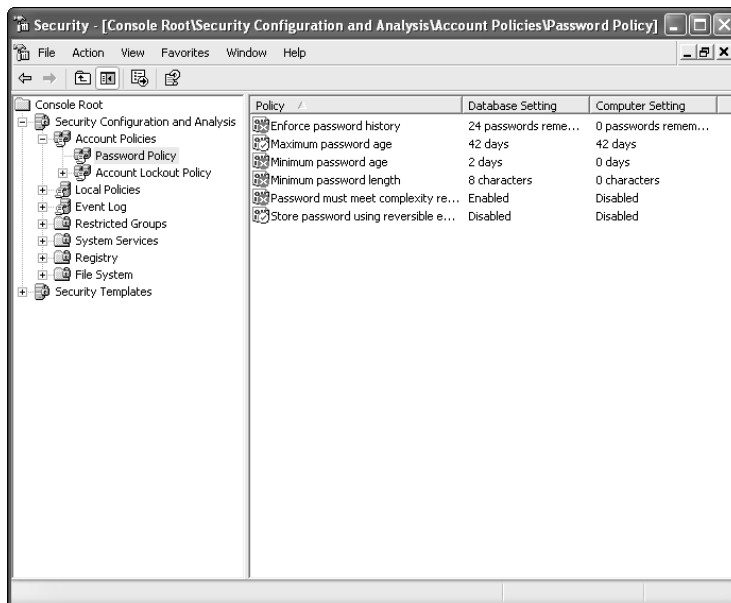 Security - [Console Root\Security Configuration and Analysis\Account Policies\Password Policy]
File Action View Favorites Window Help
Console Root
Security Configuration and Analysis
Account Policies
Password Policy
Account Lockout Policy
Local Policies
Event Log
Restricted Groups
System Services
Registry
File System
Security Templates
Policy Database Setting Computer Setting
Enforce password history 24 passwords reme... 0 passwords remem...
Maximum password age 42 days 42 days
Minimum password age 2 days 0 days
Minimum password length 8 characters 0 characters
Password must meet complexity re... Enabled Disabled
Store password using reversible e... Disabled Disabled